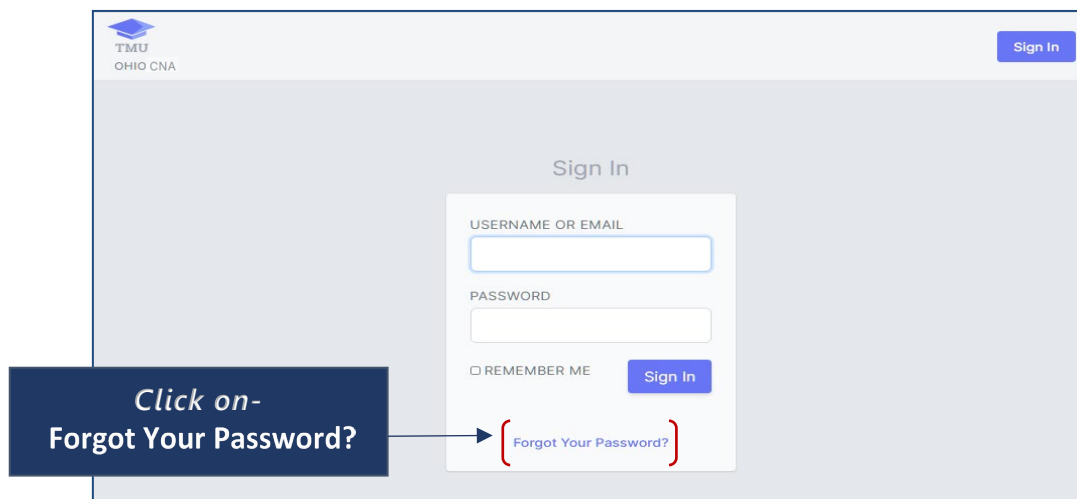 TMU
OHIO CNA
Sign In
Sign In
USERNAME OR EMAIL
PASSWORD
REMEMBER ME
Sign In
Click on-
Forgot Your Password?
Forgot Your Password?